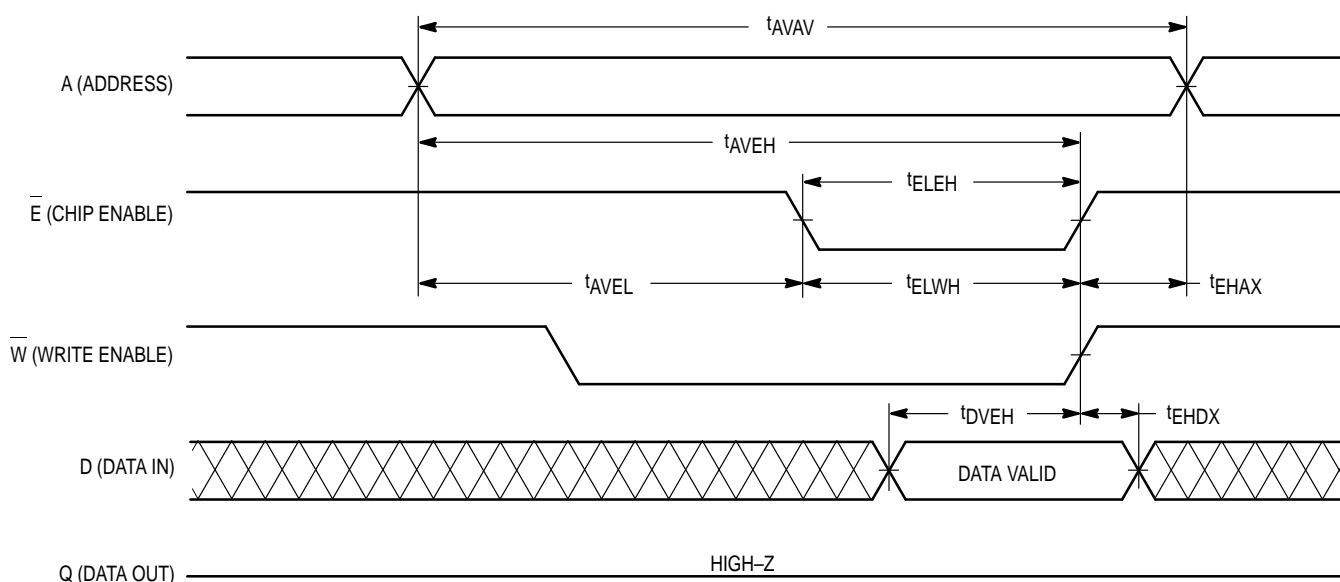 tAVAV
A (ADDRESS)
tAVEH
tELEH
E (CHIP ENABLE)
tAVEL
tELWH
tEHAX
W (WRITE ENABLE)
tDVEH
tEHDX
D (DATA IN)
DATA VALID
HIGH–Z
Q (DATA OUT)